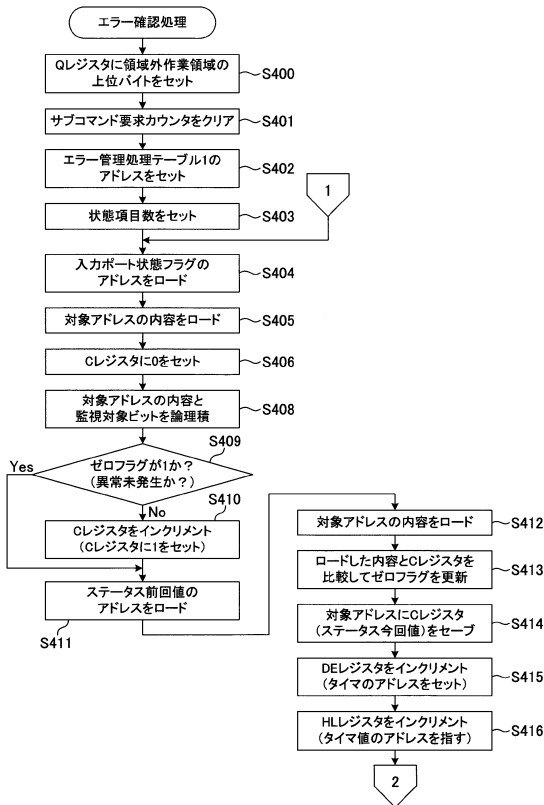 エラー確認処理
Qレジスタに領域外作業領域の
上位バイトをセット
S400
サブコマンド要求カウンタをクリア
S401
エラー管理処理テーブル1の
アドレスをセット
S402
1
状態項目数をセット
S403
入力ポート状態フラグの
アドレスをロード
S404
対象アドレスの内容をロード
S405
Cレジスタに0をセット
S406
対象アドレスの内容と
監視対象ビットを論理積
S408
S409
Yes
ゼロフラグが1か?
(異常未発生か?)
No
S410
Cレジスタをインクリメント
(Cレジスタに1をセット)
ステータス前回値の
アドレスをロード
S411
対象アドレスの内容をロード
S412
ロードした内容とCレジスタを
比較してゼロフラグを更新
S413
対象アドレスにCレジスタ
(ステータス今回値)をセーブ
S414
DEレジスタをインクリメント
(タイマのアドレスをセット)
S415
HLレジスタをインクリメント
(タイマ値のアドレスを指す)
S416
2